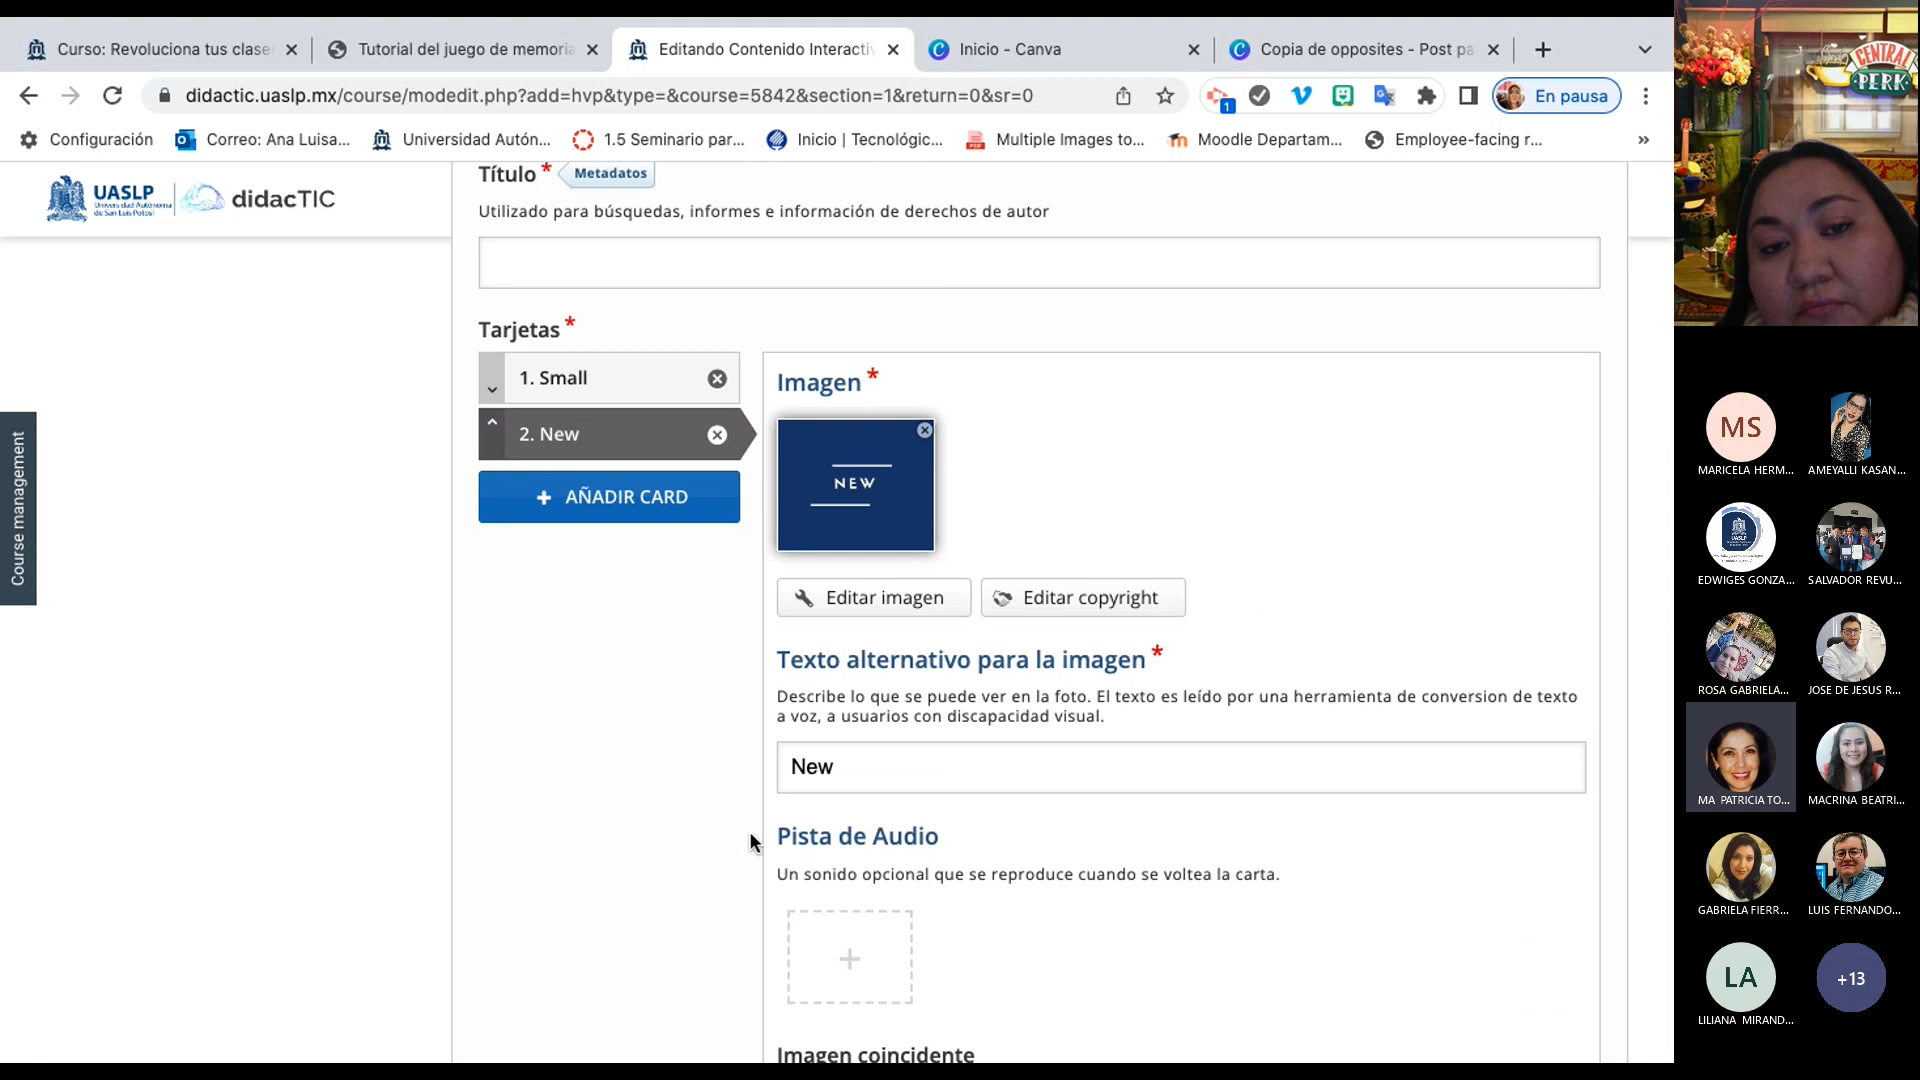 Curso: Revoluciona tus clase
Tutorial del juego de memoria
Editando Contenido Interactiv
Inicio - Canva
Copia de opposites - Post pa
didactic.uaslp.mx/course/modedit.php?add=hvp&type=&course=5842&section=1&return=0&sr=0
1
En pausa
Configuración
Correo: Ana Luisa...
Universidad Autón...
1.5 Seminario par...
Inicio | Tecnológic...
Multiple Images to...
Moodle Departam...
Employee-facing r...
»
UASLP
Universidad Autónoma
de San Luis Potosí
didacTIC
Título *
Metadatos
Utilizado para búsquedas, informes e información de derechos de autor
Tarjetas *
1. Small
2. New
+ AÑADIR CARD
Course management
Imagen *
NEW
Editar imagen
Editar copyright
Texto alternativo para la imagen *
Describe lo que se puede ver en la foto. El texto es leído por una herramienta de conversion de texto
a voz, a usuarios con discapacidad visual.
New
Pista de Audio
Un sonido opcional que se reproduce cuando se voltea la carta.
+
Imagen coincidente
CENTRAL
PERK
MS
MARICELA HERM...
AMEYALLI KASAN...
UASLP
EDWIGES GONZA...
SALVADOR REVU...
ROSA GABRIELA...
JOSE DE JESUS R...
MA PATRICIA TO...
MACRINA BEATRI...
GABRIELA FIERR...
LUIS FERNANDO...
LA
LILIANA MIRAND...
+13